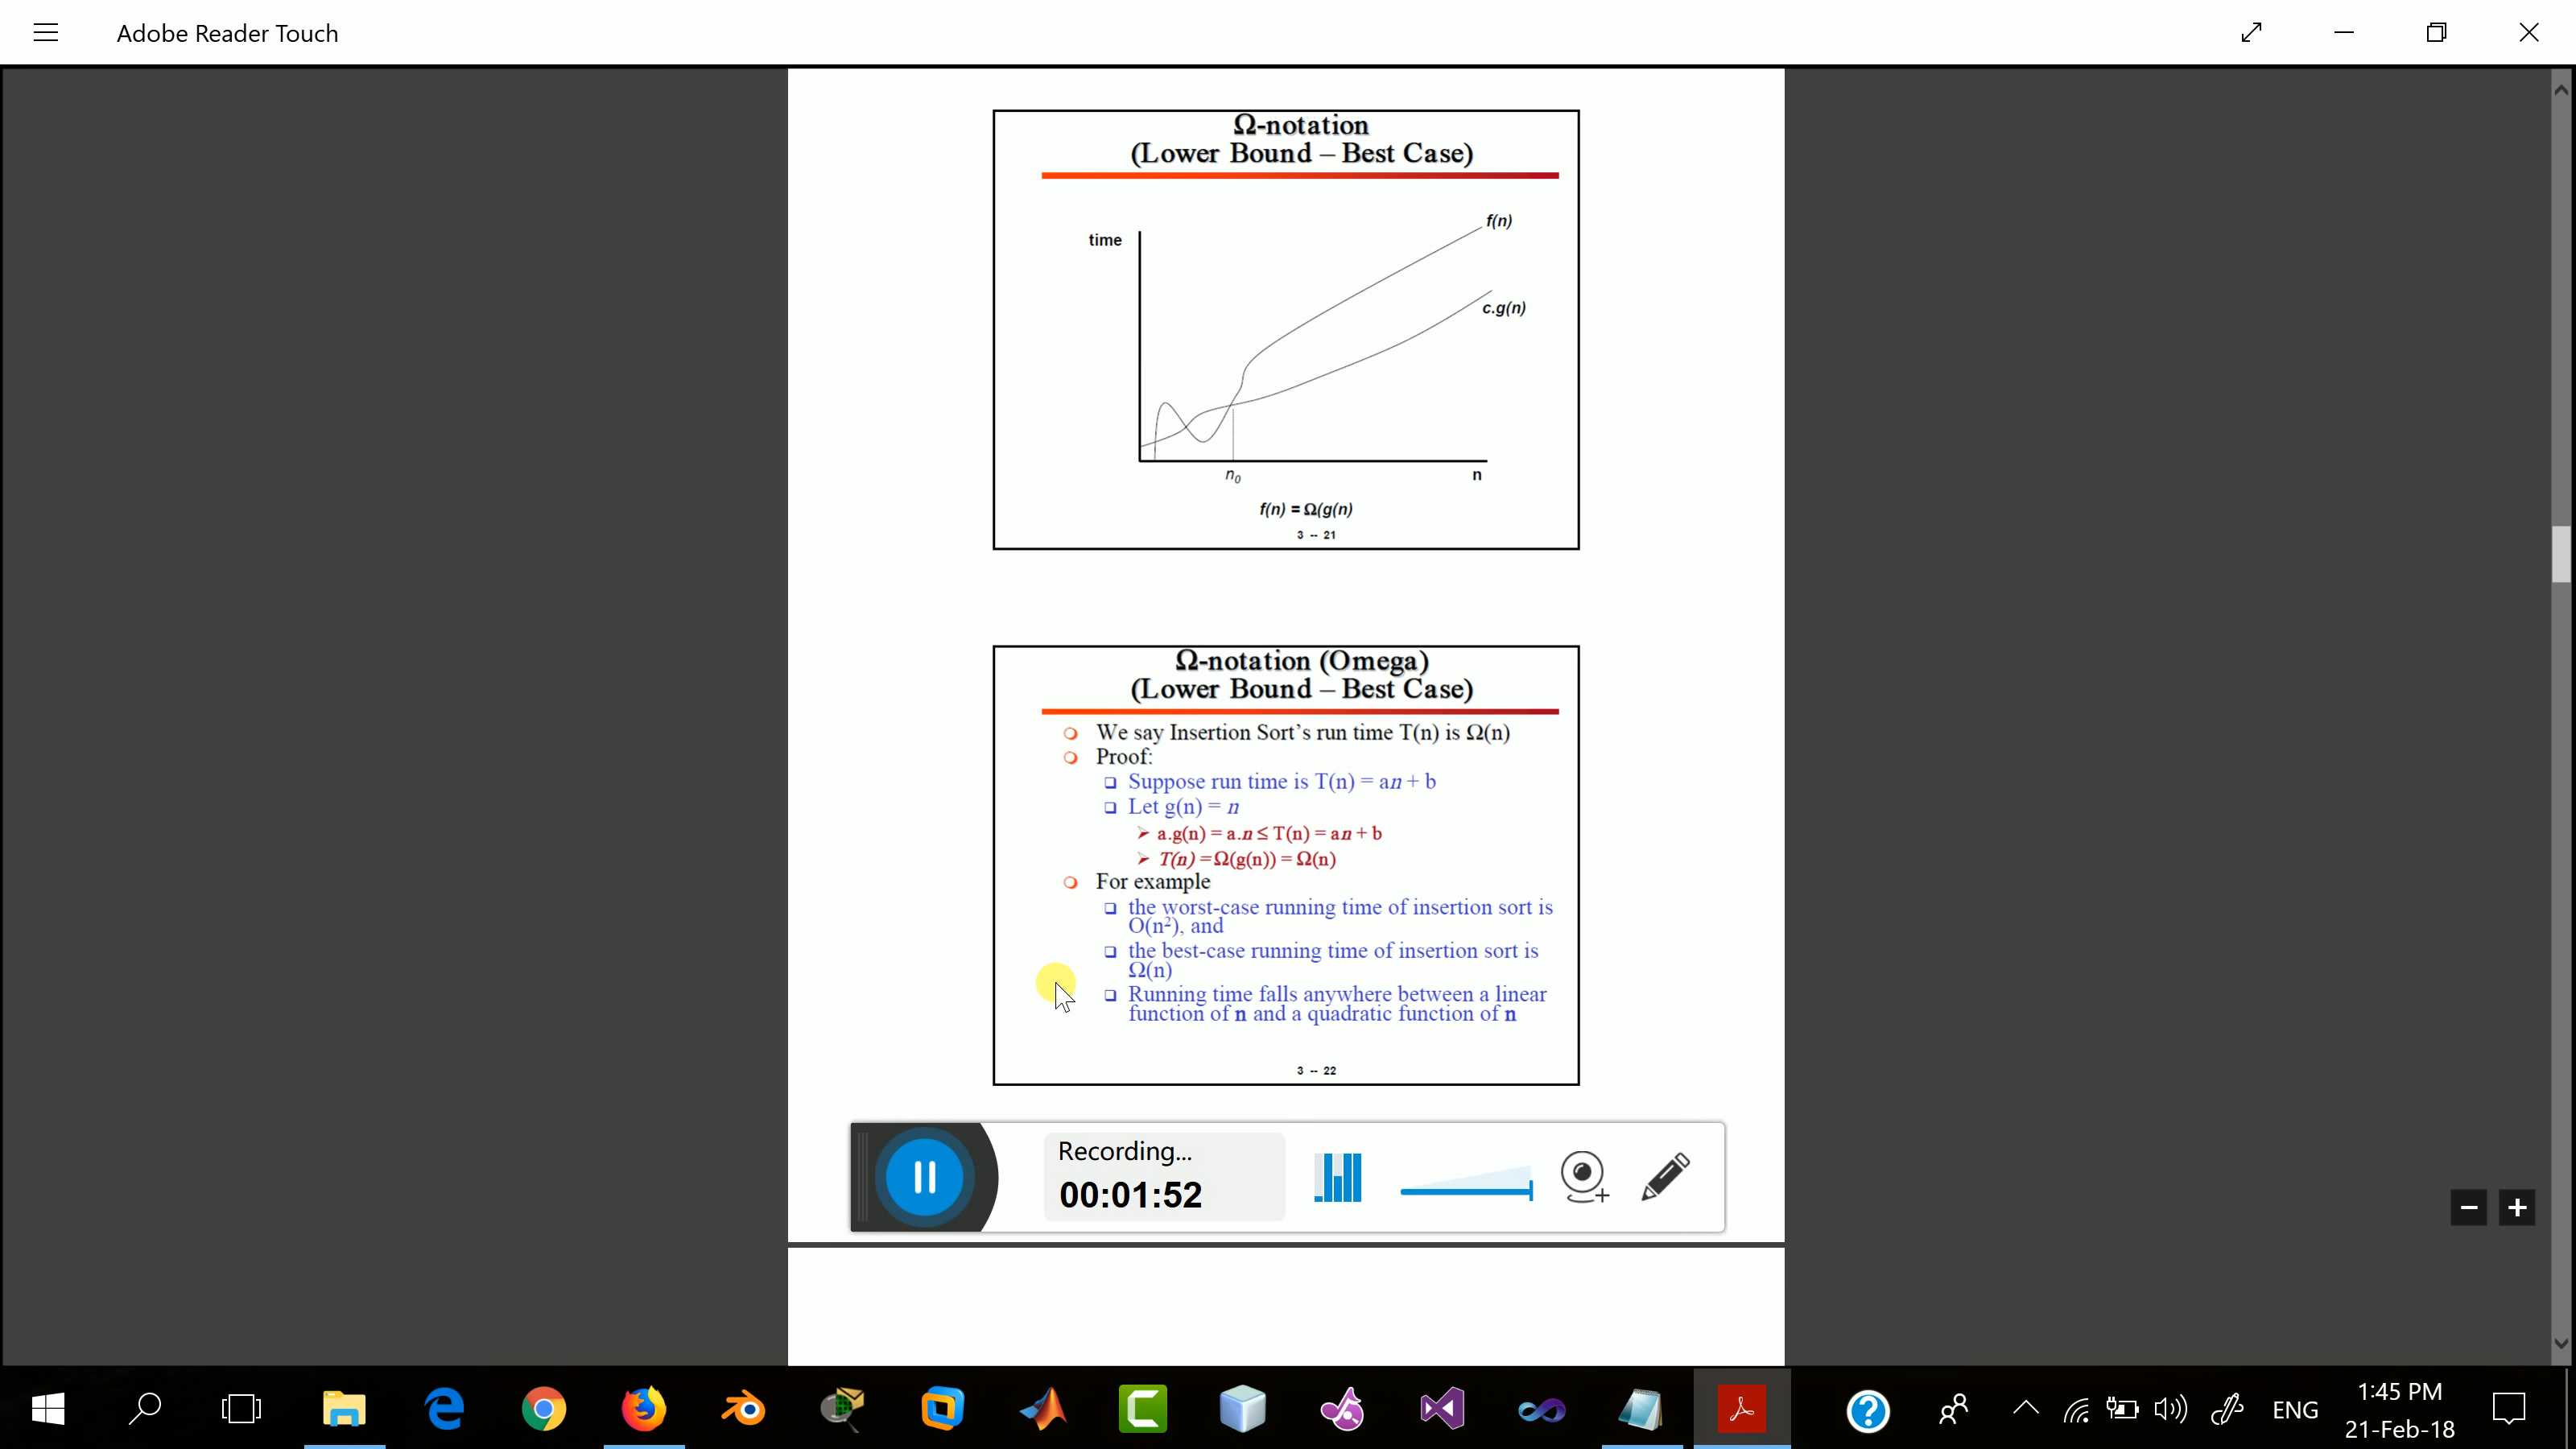 Adobe Reader Touch
Ω-notation
(Lower Bound – Best Case)
f(n)
time
c.g(n)
n0
n
f(n) = Ω(g(n)
3 -- 21
Ω-notation (Omega)
(Lower Bound – Best Case)
We say Insertion Sort's run time T(n) is Ω(n)
Proof:
Suppose run time is T(n) = an + b
Let g(n) = n
a.g(n) = a.n ≤ T(n) = an + b
T(n) = Ω(g(n)) = Ω(n)
For example
the worst-case running time of insertion sort is
O(n²), and
the best-case running time of insertion sort is
Ω(n)
Running time falls anywhere between a linear
function of n and a quadratic function of n
3 -- 22
Recording...
00:01:52
ENG
1:45 PM
21-Feb-18